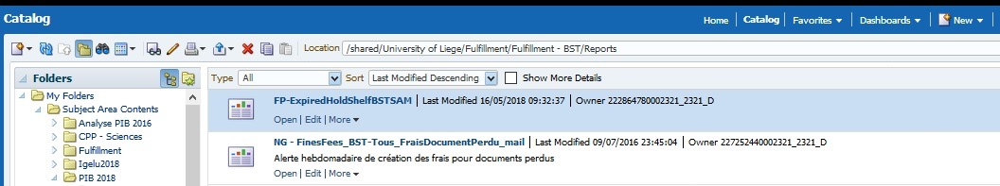 Catalog
Home Catalog Favorites Dashboards New
Location /shared/University of Liege/Fulfillment/Fulfillment - BST/Reports
Folders
Type All Sort Last Modified Descending Show More Details
My Folders
Subject Area Contents
Analyse PIB 2016
CPP - Sciences
Fulfillment
Igelu2018
PIB 2018
FP-ExpiredHoldShelfBSTSAM | Last Modified 16/05/2018 09:32:37 | Owner 222864780002321_2321_D
Open | Edit | More
NG - FinesFees_BST-Tous_FraisDocumentPerdu_mail | Last Modified 09/07/2016 23:45:04 | Owner 227252440002321_2321_D
Alerte hebdomadaire de création des frais pour documents perdus
Open | Edit | More